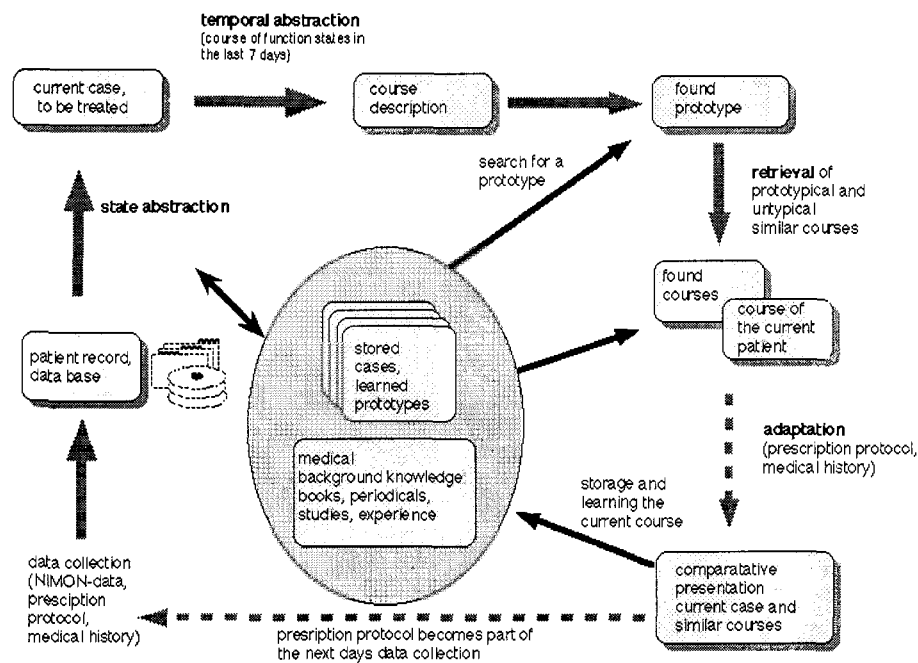 temporal abstraction
(course of function states in
the last 7 days)
current case,
to be treated
course
description
found
prototype
search for a
prototype
retrieval of
prototypical and
untypical
similar courses
state abstraction
found
courses
course of
the current
patient
patient record,
data base
stored
cases,
learned
prototypes
medical
background knowledge:
books, periodicals,
studies, experience
adaptation
(prescription protocol,
medical history)
storage and
learning the
current course
data collection
(NIMON-data,
presciption
protocol,
medical history)
comparatative
presentation
current case and
similar courses
presription protocol becomes part of
the next days data collection